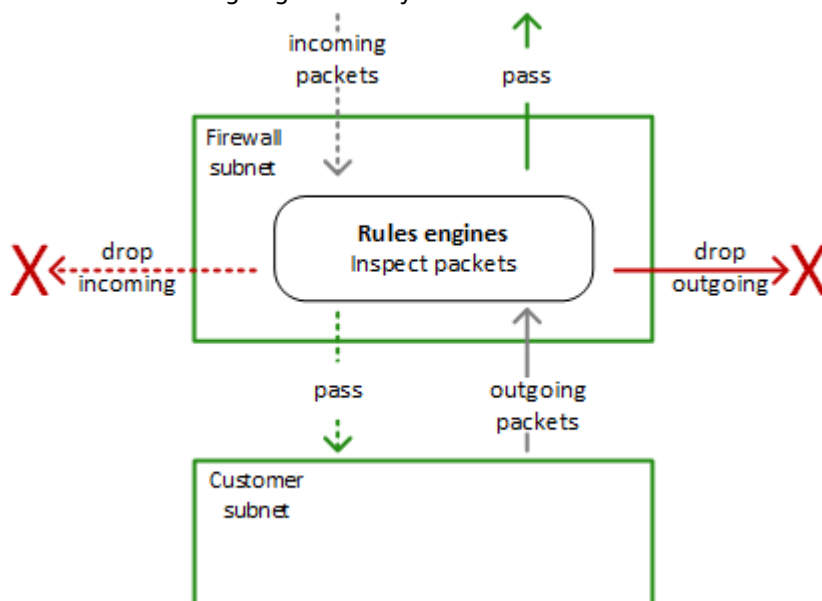 incoming
packets
pass
Firewall
subnet
Rules engines
Inspect packets
drop
incoming
drop
outgoing
pass
outgoing
packets
Customer
subnet
X
X